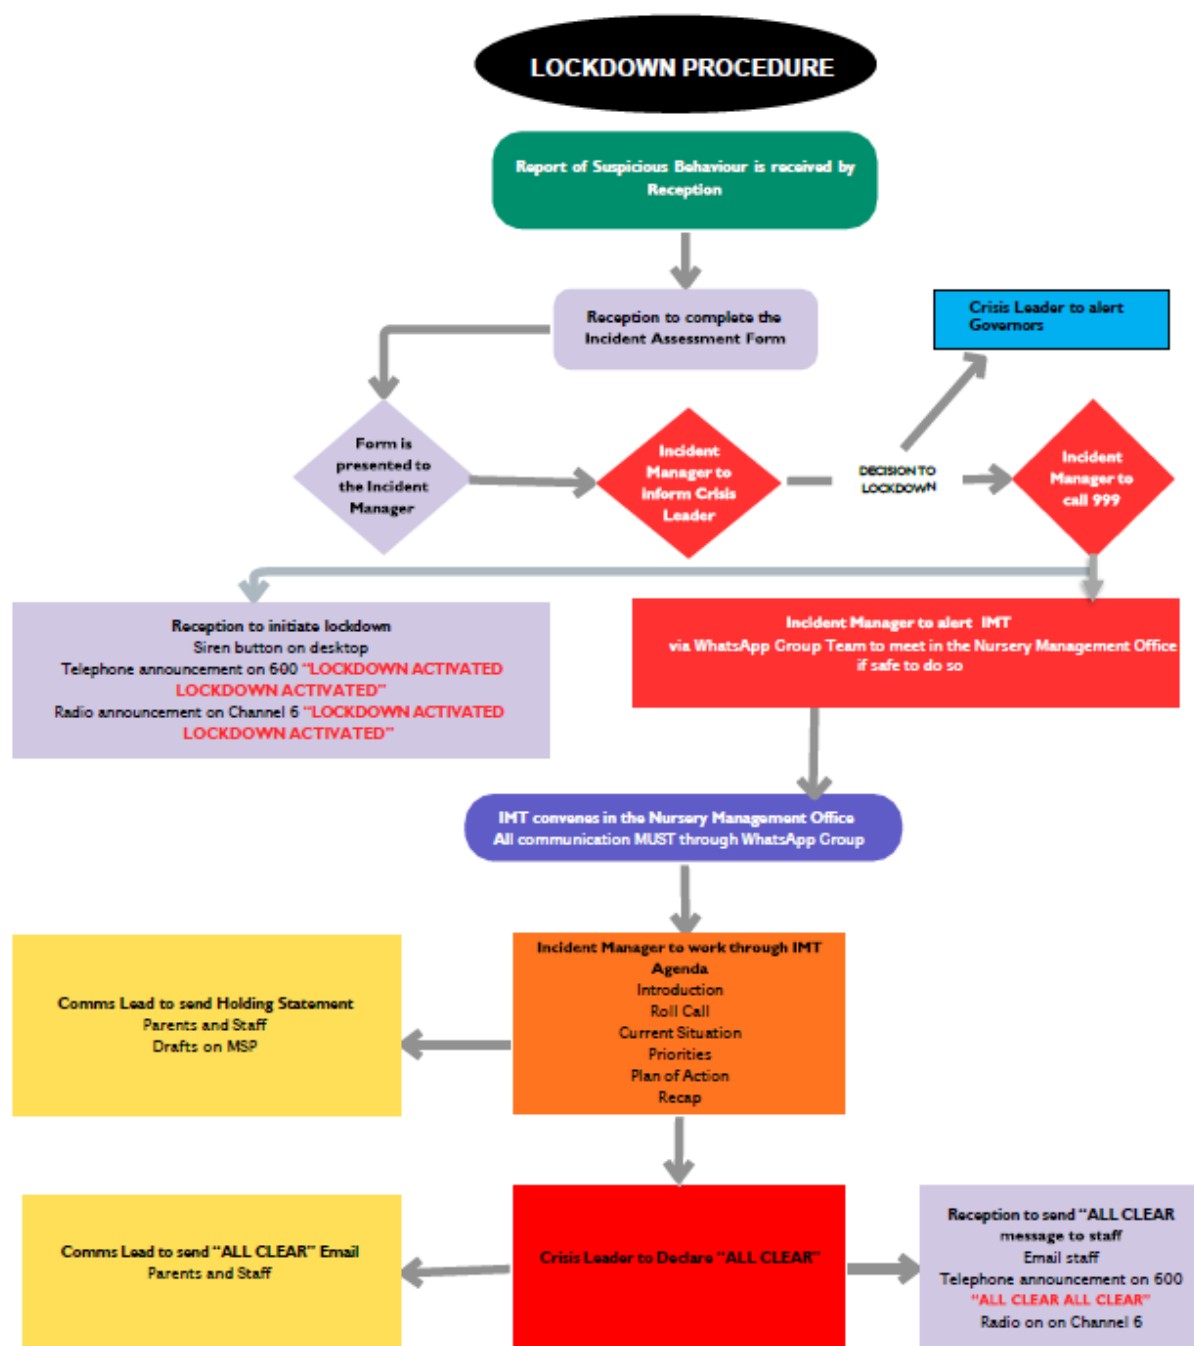 LOCKDOWN PROCEDURE
Report of Suspicious Behaviour is received by
Reception
Reception to complete the
Incident Assessment Form
Crisis Leader to alert
Governors
Form is
presented to
the Incident
Manager
Incident
Manager to
inform Crisis
Leader
DECISION TO
LOCKDOWN
Incident
Manager to
call 999
Reception to initiate lockdown
Siren button on desktop
Telephone announcement on 600 “LOCKDOWN ACTIVATED
LOCKDOWN ACTIVATED”
Radio announcement on Channel 6 “LOCKDOWN ACTIVATED
LOCKDOWN ACTIVATED”
Incident Manager to alert IMT
via WhatsApp Group Team to meet in the Nursery Management Office
if safe to do so
IMT convenes in the Nursery Management Office
All communication MUST through WhatsApp Group
Incident Manager to work through IMT
Agenda
Introduction
Roll Call
Current Situation
Priorities
Plan of Action
Recap
Comms Lead to send Holding Statement
Parents and Staff
Drafts on MSP
Comms Lead to send “ALL CLEAR” Email
Parents and Staff
Crisis Leader to Declare “ALL CLEAR”
Reception to send “ALL CLEAR
message to staff
Email staff
Telephone announcement on 600
“ALL CLEAR ALL CLEAR”
Radio on on Channel 6